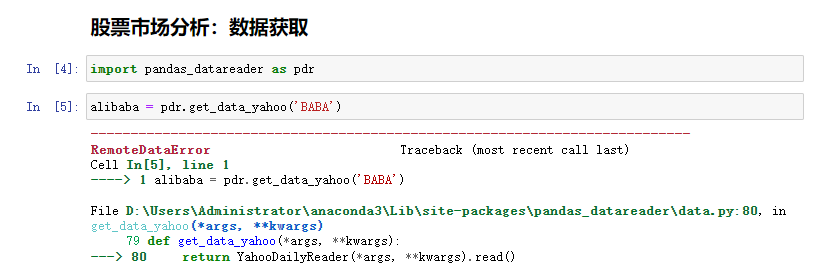 股票市场分析：数据获取
In [4]: import pandas_datareader as pdr
In [5]: alibaba = pdr.get_data_yahoo('BABA')
---------------------------------------------------------------------------
RemoteDataError                           Traceback (most recent call last)
Cell In[5], line 1
----> 1 alibaba = pdr.get_data_yahoo('BABA')
File D:\Users\Administrator\anaconda3\Lib\site-packages\pandas_datareader\data.py:80, in
get_data_yahoo(*args, **kwargs)
     79 def get_data_yahoo(*args, **kwargs):
---> 80     return YahooDailyReader(*args, **kwargs).read()